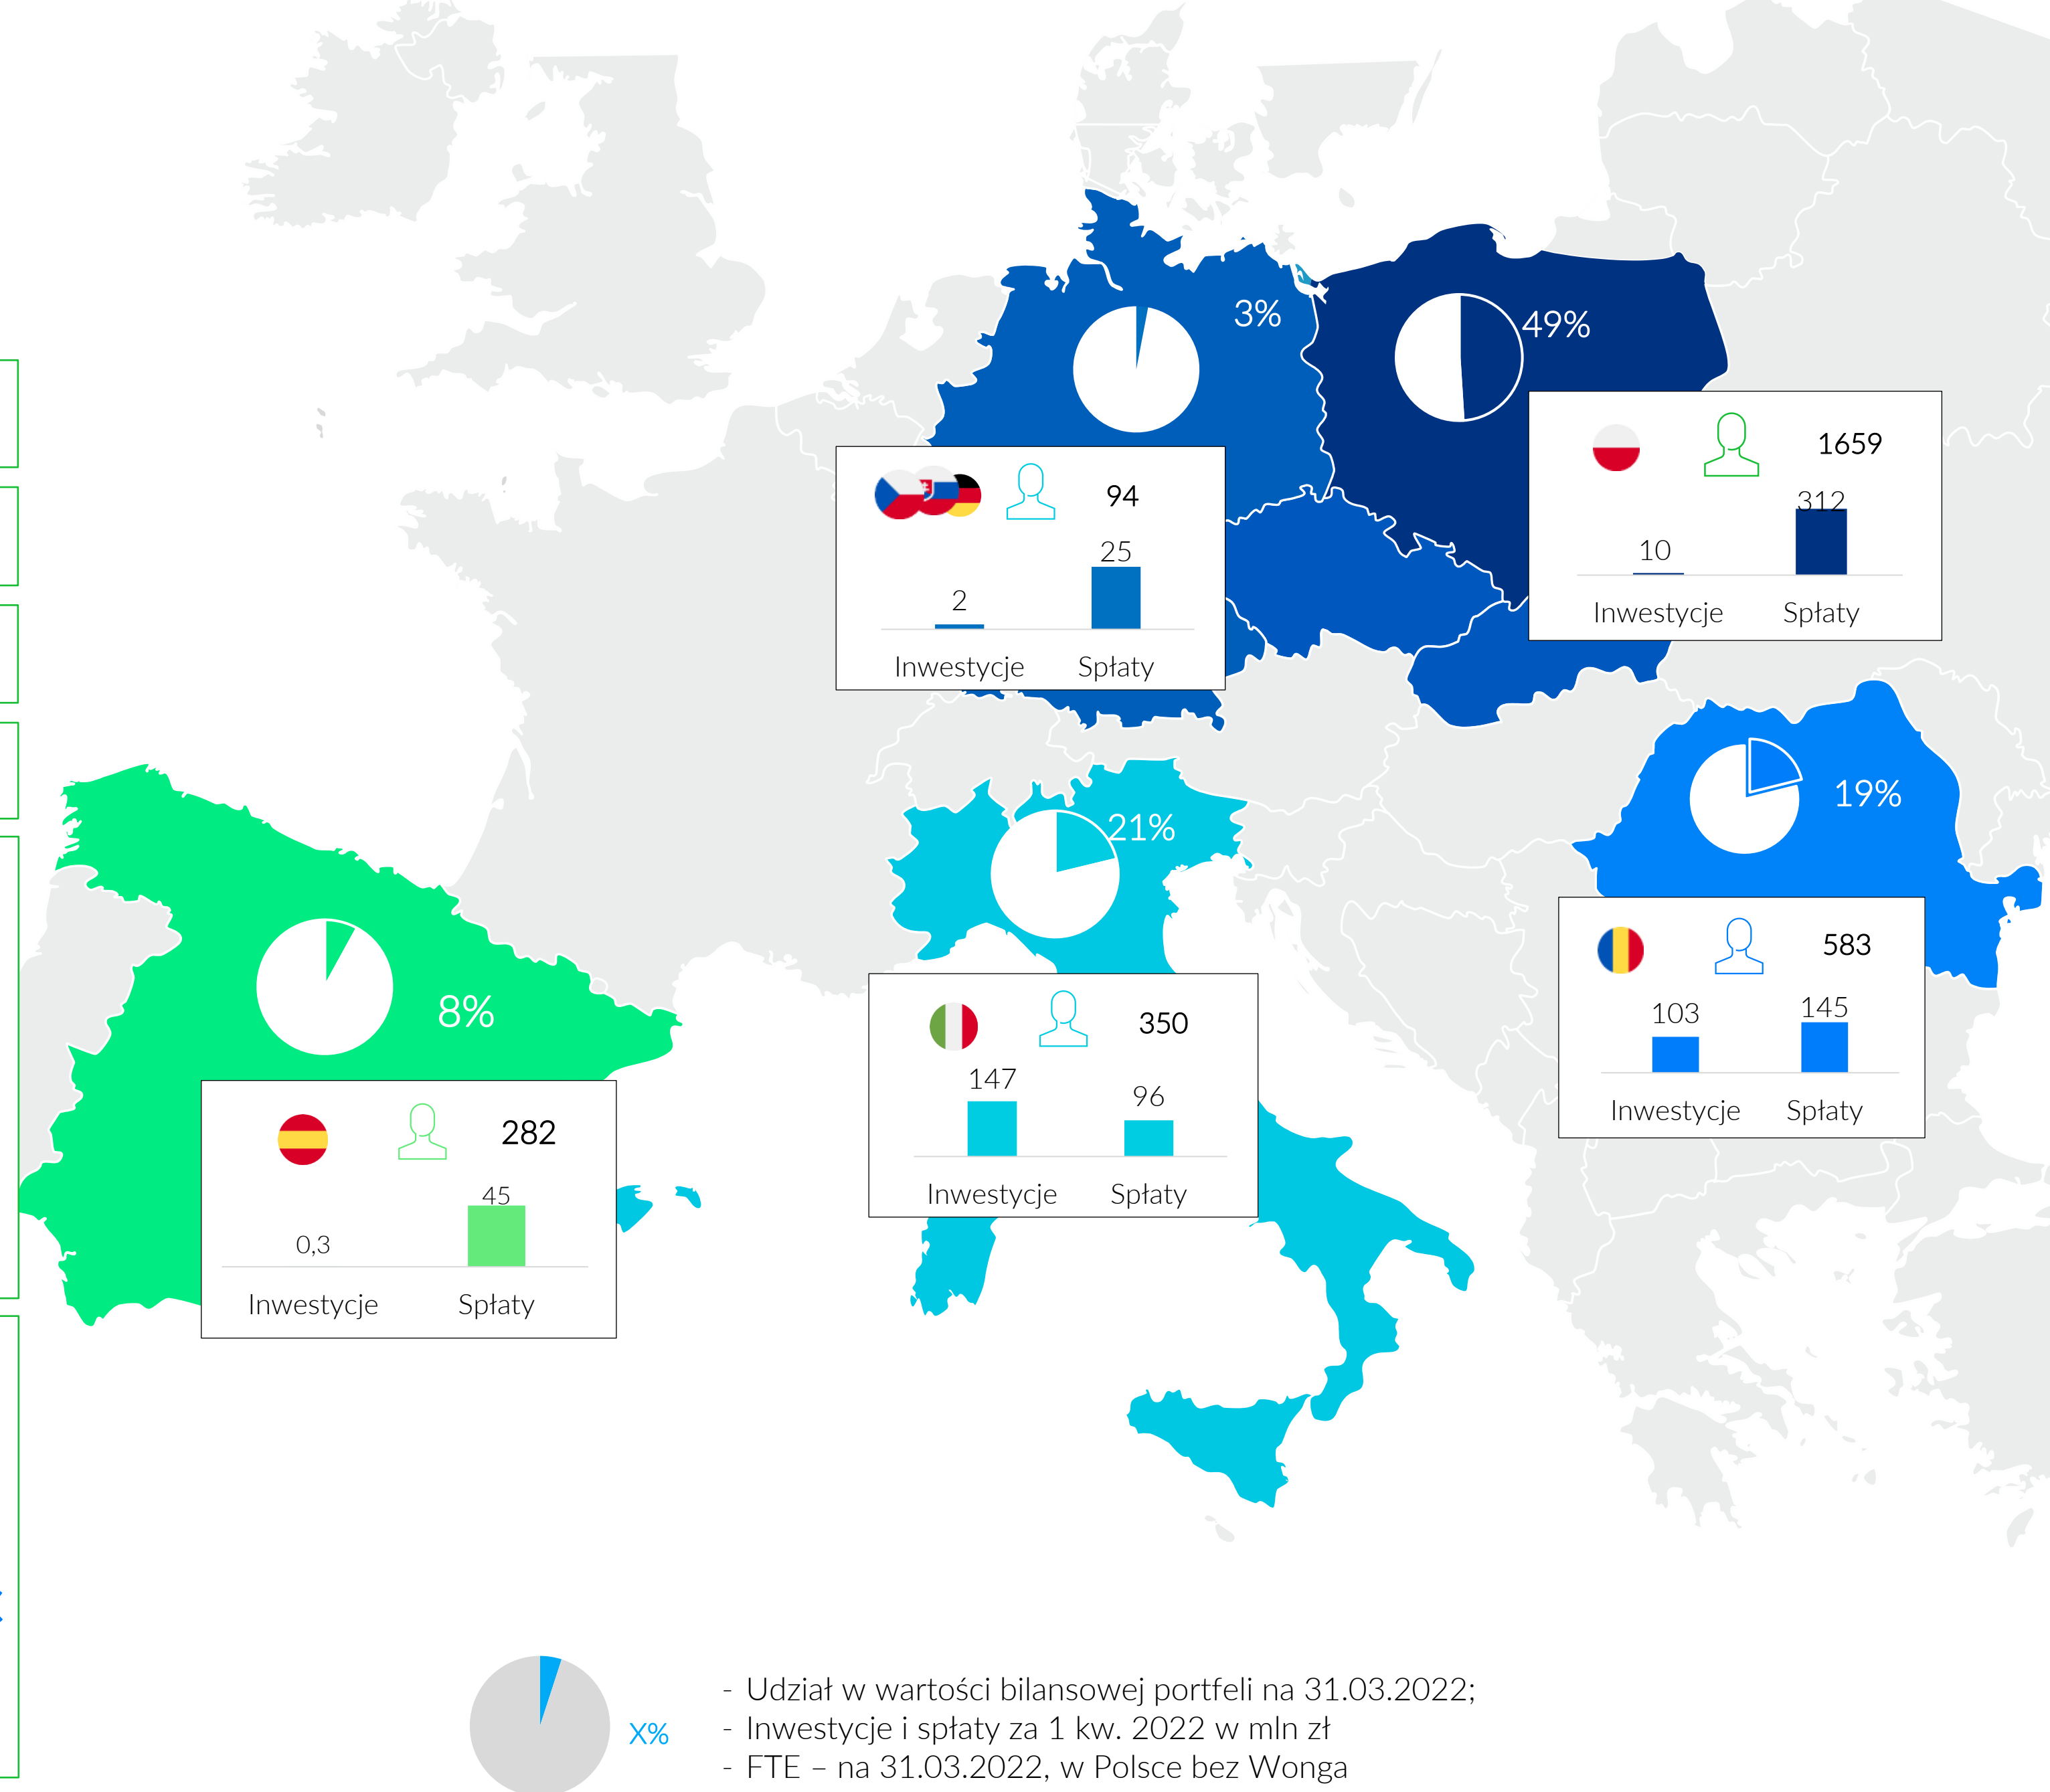 3%
49%
1659
312
10
Inwestycje Spłaty
94
25
2
Inwestycje Spłaty
19%
21%
583
103 145
Inwestycje Spłaty
8%
350
147 96
Inwestycje Spłaty
282
45
0,3
Inwestycje Spłaty
X%
- Udział w wartości bilansowej portfeli na 31.03.2022;
- Inwestycje i spłaty za 1 kw. 2022 w mln zł
- FTE – na 31.03.2022, w Polsce bez Wonga